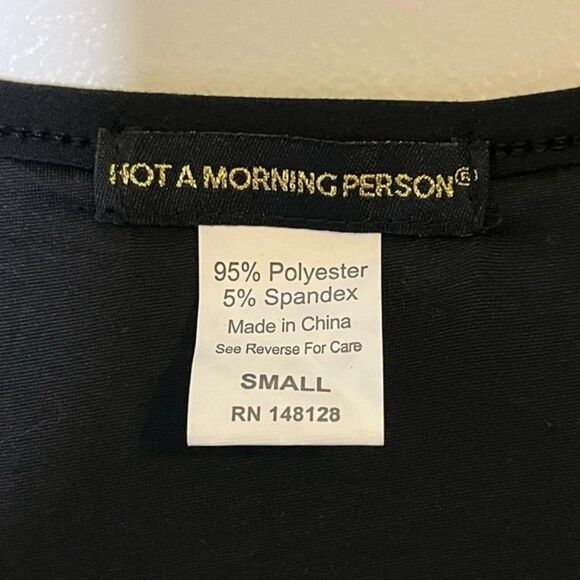 NOT A MORNING PERSON®
95% Polyester
5% Spandex
Made in China
See Reverse For Care
SMALL
RN 148128